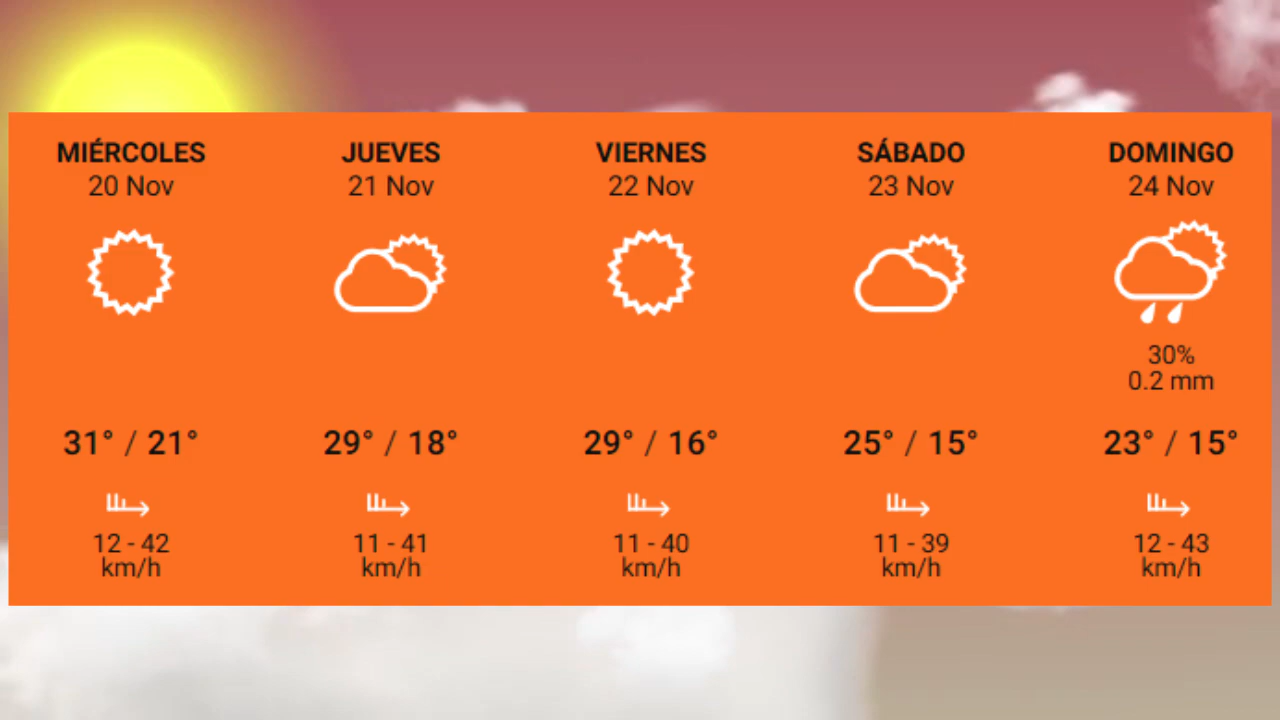 MIÉRCOLES
20 Nov
31° / 21°
12 - 42
km/h
JUEVES
21 Nov
29° / 18°
11 - 41
km/h
VIERNES
22 Nov
29° / 16°
11 - 40
km/h
SÁBADO
23 Nov
25° / 15°
11 - 39
km/h
DOMINGO
24 Nov
30%
0.2 mm
23° / 15°
12 - 43
km/h